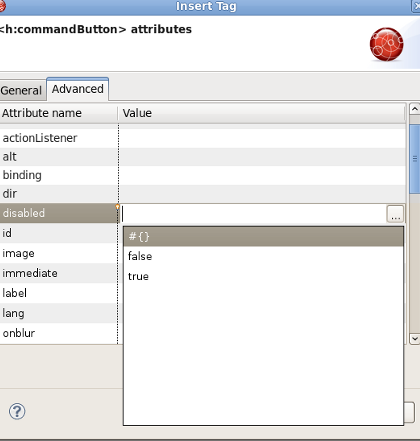 Insert Tag
<h:commandButton> attributes
General
Advanced
Attribute name
Value
actionListener
alt
binding
dir
disabled
...
id
#{}
image
false
immediate
true
label
lang
onblur
?